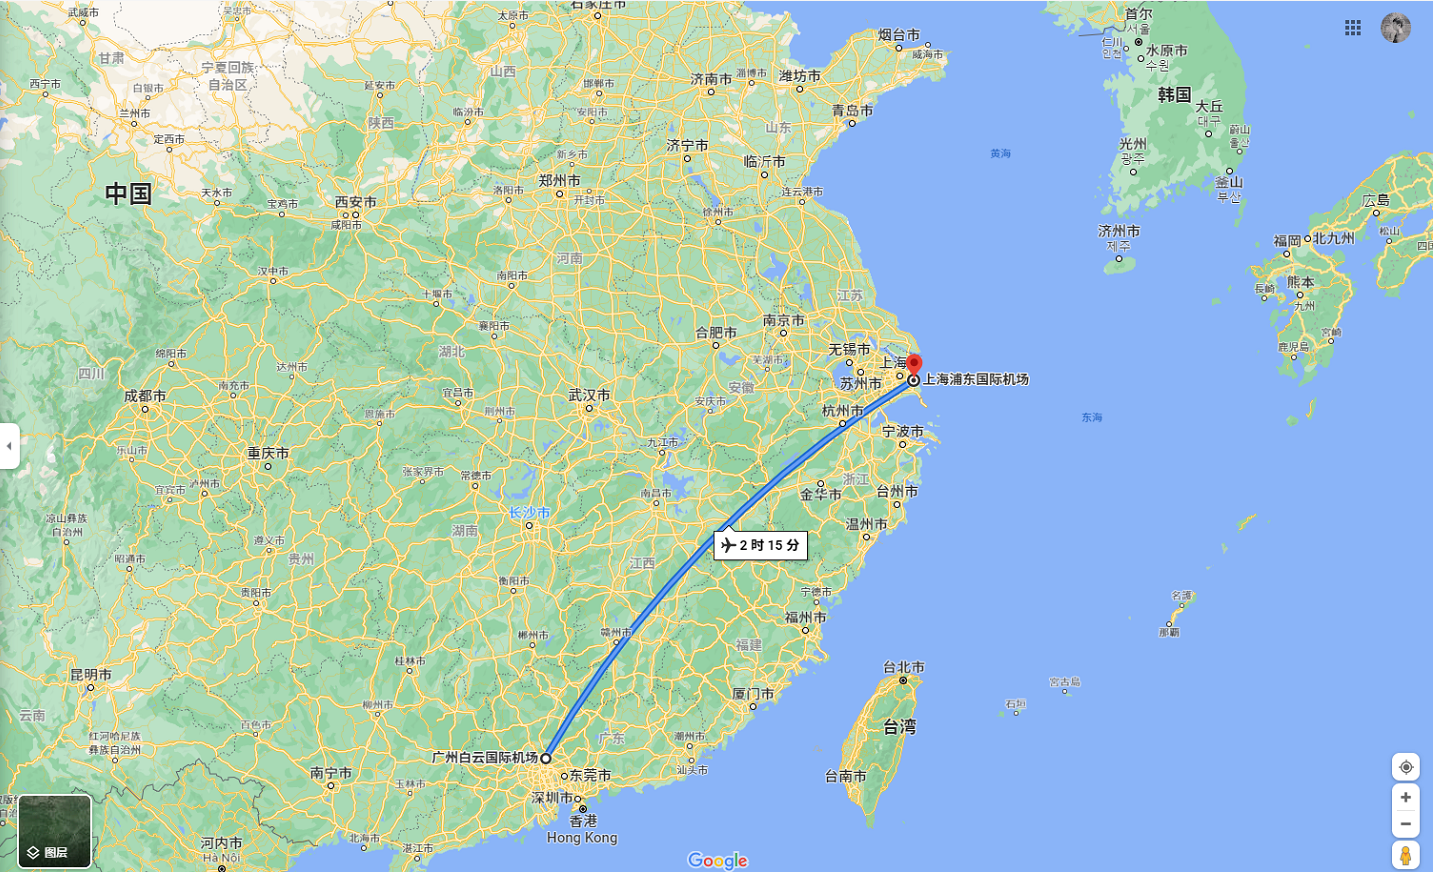 武威市
吴忠市
太原市
石家庄市
首尔
서울
烟台市
威海市
仁川
인천
水原市
수원
甘肃
宁夏回族
自治区
山西
济南市
淄博市
潍坊市
西宁市
白银市
延安市
邯郸市
韩国
大丘
대구
兰州市
陕西
临汾市
安阳市
青岛市
山东
蔚山
울산
定西市
济宁市
新乡市
临沂市
黄海
光州
광주
中国
天水市
宝鸡市
西安市
咸阳市
洛阳市
郑州市
开封市
徐州市
连云港市
釜山
부산
広島
济州市
제주
松山
四国
福岡
北九州
河南
汉中市
南阳市
十堰市
江苏
長崎
熊本
九州
襄阳市
合肥市
南京市
宮崎
鹿児島
绵阳市
四川
达州市
湖北
芜湖市
无锡市
上海
苏州市
上海浦东国际机场
成都市
南充市
宜昌市
武汉市
安徽
安庆市
恩施市
荆州市
杭州市
东海
乐山市
重庆市
九江市
宁波市
张家界市
常德市
宜宾市
泸州市
南昌市
金华市
浙江
台州市
凉山彝族
自治州
长沙市
湖南
温州市
遵义市
贵州
昭通市
江西
2 时 15 分
贵阳市
衡阳市
宁德市
名護
那霸
福州市
郴州市
赣州市
福建
桂林市
昆明市
台北市
宮古島
石垣
厦门市
柳州市
云南
百色市
台湾
红河哈尼族
彝族自治州
广东
潮州市
广州白云国际机场
汕头市
南宁市
玉林市
东莞市
台南市
深圳市
香港
Hong Kong
北海市
湛江市
河内市
Hà Nội
图层
Google